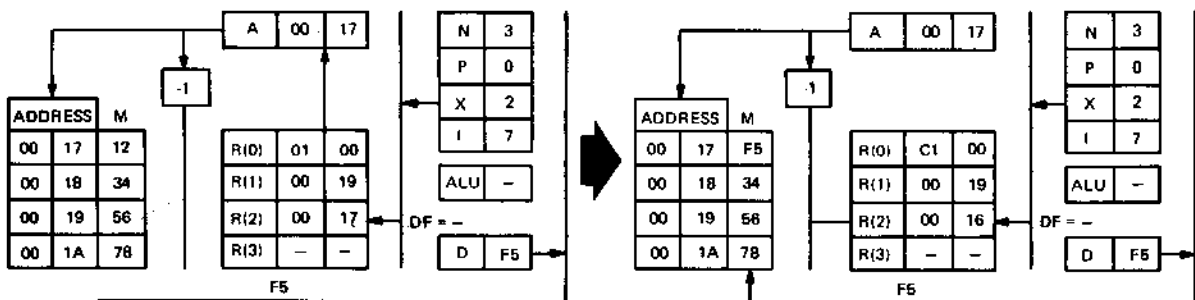 A 00 17
N 3
P 0
X 2
I 7
-1
ADDRESS M
00 17 12
00 18 34
00 19 56
00 1A 78
R(0) 01 00
R(1) 00 19
R(2) 00 17
R(3) – –
ALU –
DF = –
D F5
F5
A 00 17
N 3
P 0
X 2
I 7
-1
ADDRESS M
00 17 F5
00 18 34
00 19 56
00 1A 78
R(0) C1 00
R(1) 00 19
R(2) 00 16
R(3) – –
ALU –
DF = –
D F5
F5